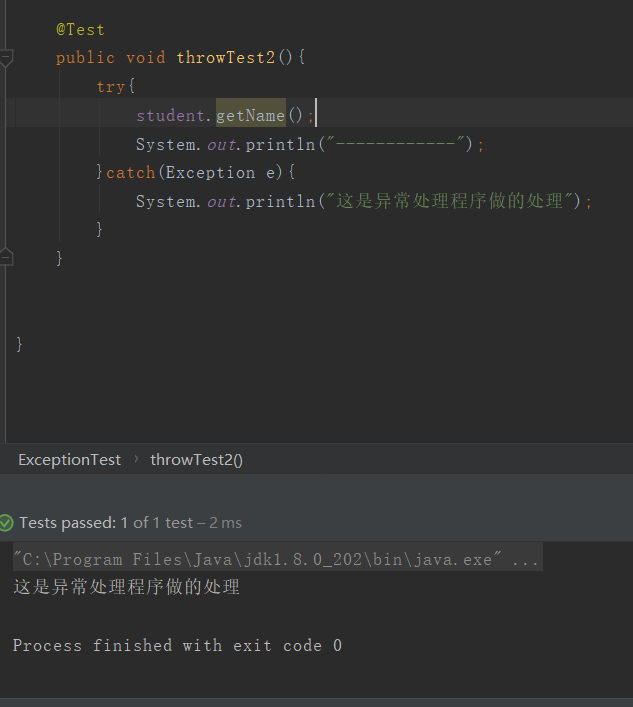 @Test
public void throwTest2(){
try{
student.getName();
System.out.println("------------");
}catch(Exception e){
System.out.println("这是异常处理程序做的处理");
}
}
}
ExceptionTest › throwTest2()
Tests passed: 1 of 1 test – 2 ms
"C:\Program Files\Java\jdk1.8.0_202\bin\java.exe" ...
这是异常处理程序做的处理
Process finished with exit code 0